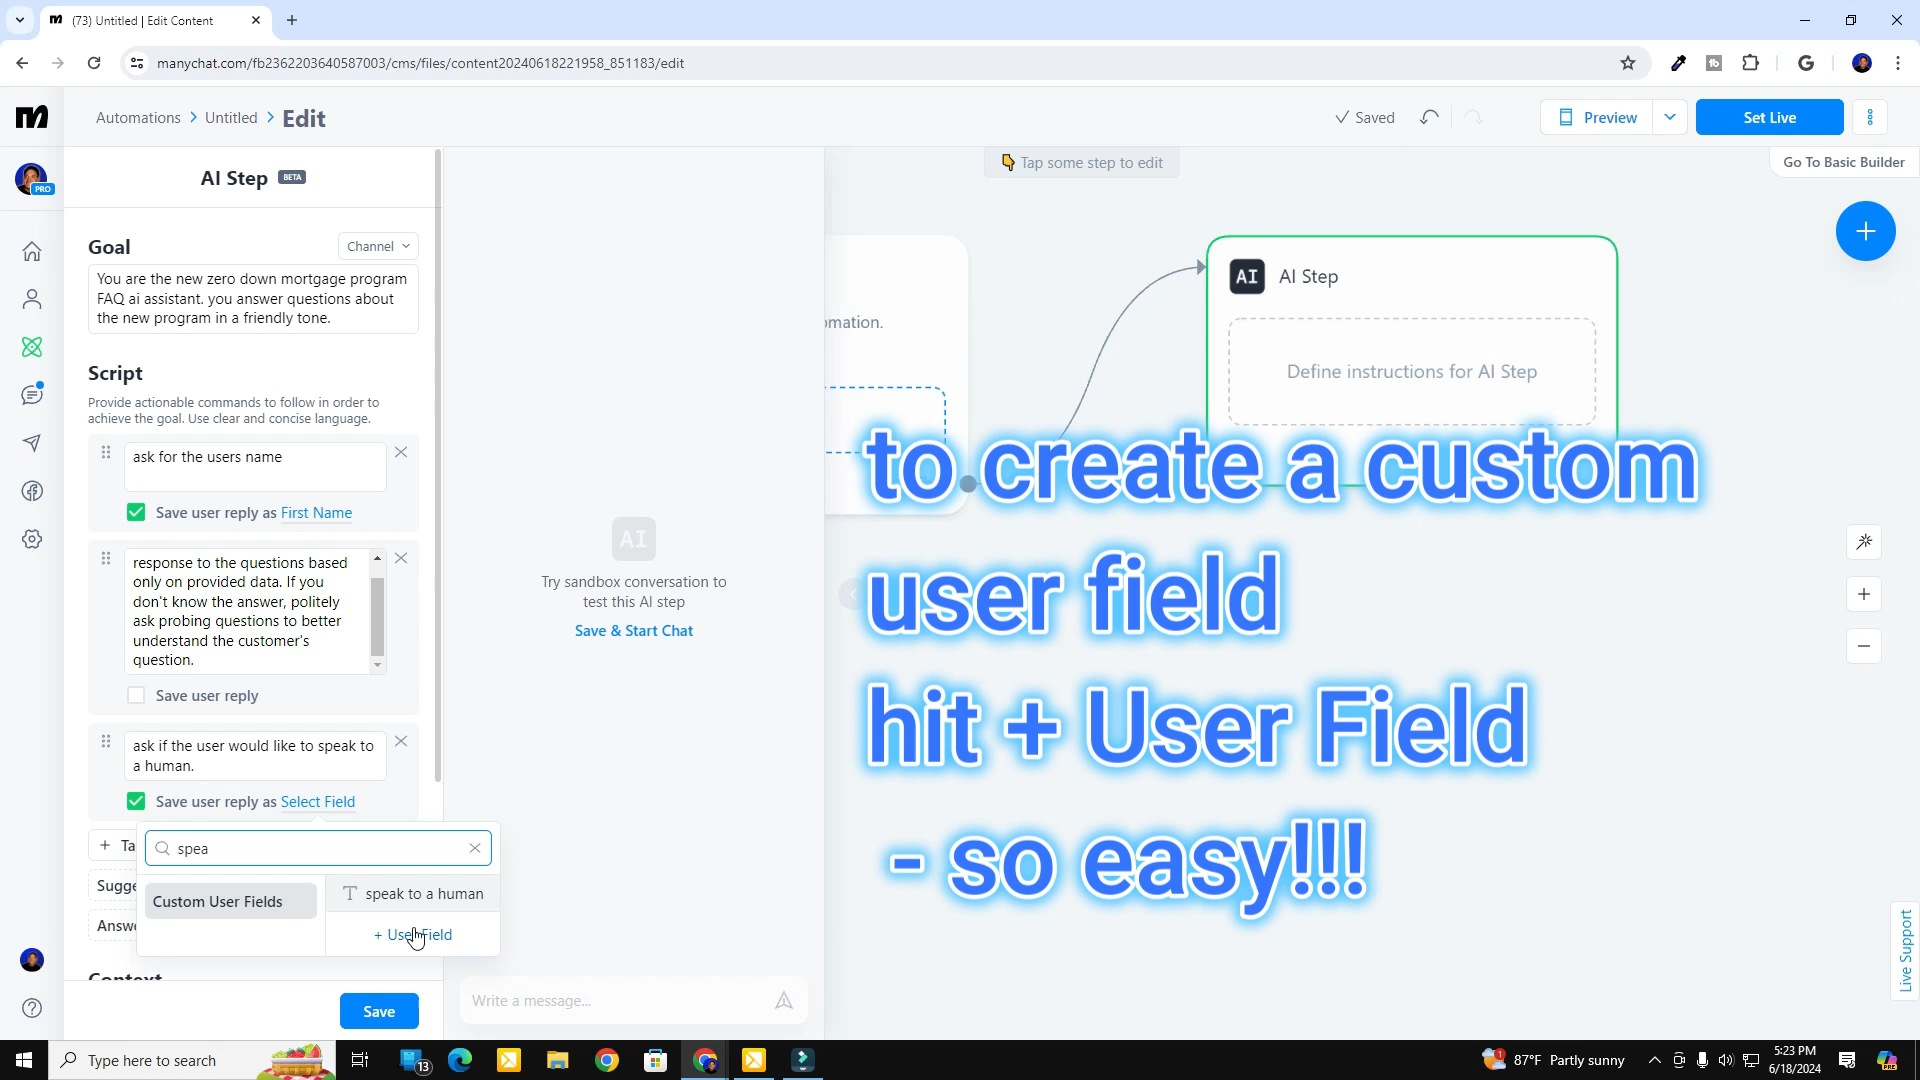 (73) Untitled | Edit Content
manychat.com/fb2362203640587003/cms/files/content20240618221958_851183/edit
Automations > Untitled > Edit
Saved
Preview
Set Live
PRO
AI Step BETA
Tap some step to edit
Go To Basic Builder
Goal
Channel
You are the new zero down mortgage program
FAQ ai assistant. you answer questions about
the new program in a friendly tone.
Script
Provide actionable commands to follow in order to
achieve the goal. Use clear and concise language.
ask for the users name
Save user reply as First Name
response to the questions based
only on provided data. If you
don't know the answer, politely
ask probing questions to better
understand the customer's
question.
Save user reply
ask if the user would like to speak to
a human.
Save user reply as Select Field
+ Ta
spea
Sugge
Custom User Fields
speak to a human
Answ
+ User Field
Context
Save
AI
Try sandbox conversation to
test this AI step
Save & Start Chat
Write a message...
omation.
AI AI Step
Define instructions for AI Step
to create a custom
user field
hit + User Field
- so easy!!!
Live Support
Type here to search
13
1
87°F Partly sunny
5:23 PM
6/18/2024